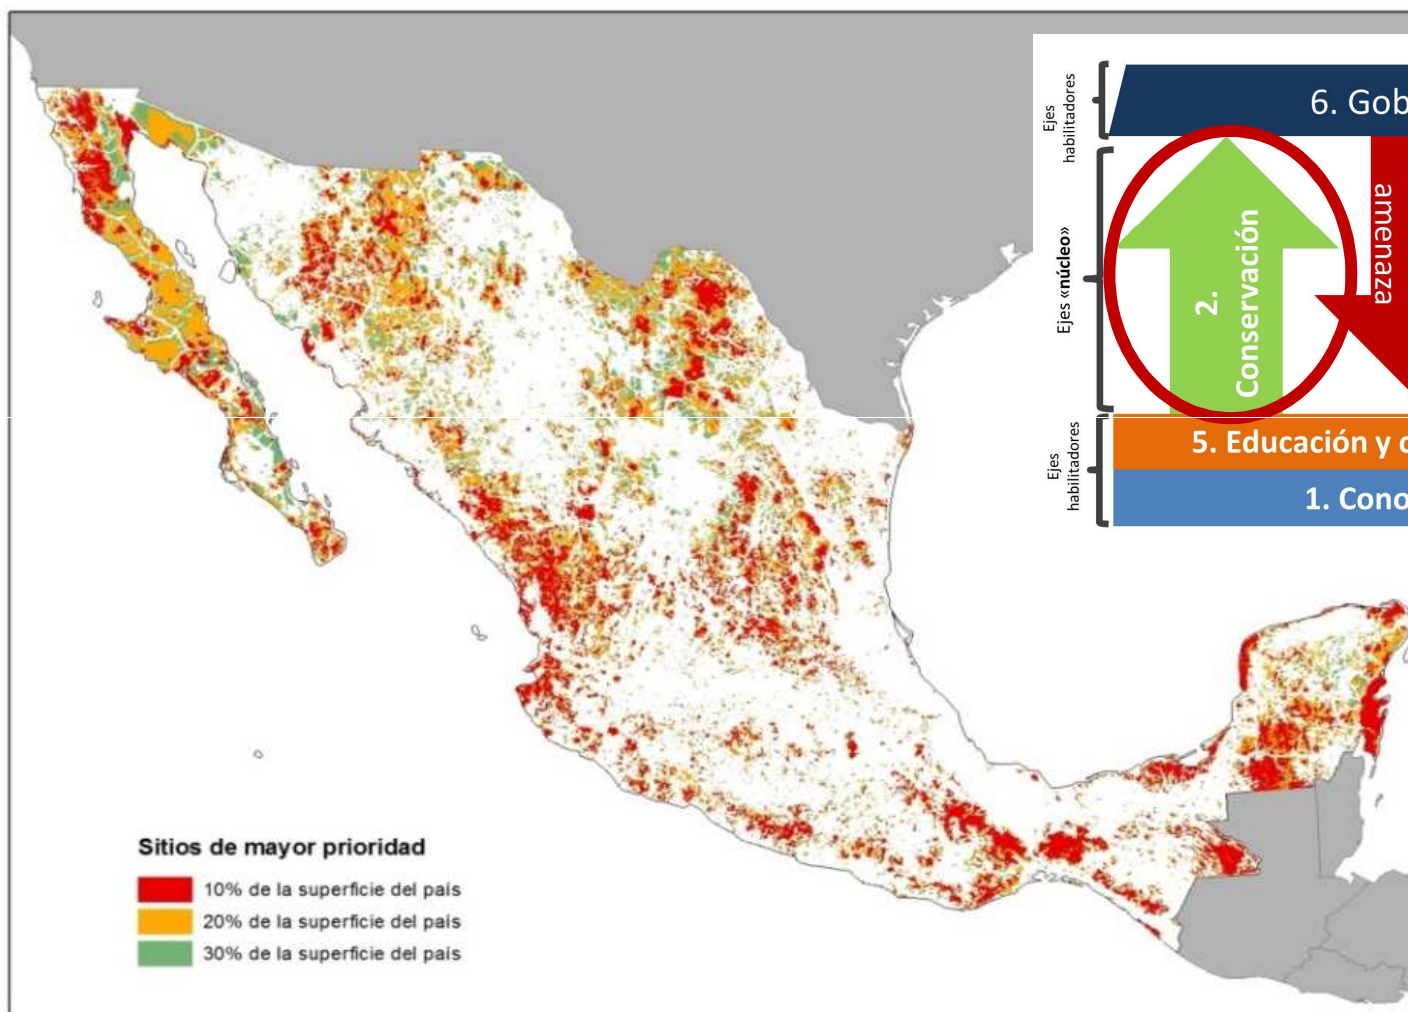 Ejes
habilitadores
6. Gob
Ejes «núcleo»
2.
Conservación
amenaza
Ejes
habilitadores
5. Educación y c
1. Cono
Sitios de mayor prioridad
10% de la superficie del país
20% de la superficie del país
30% de la superficie del país